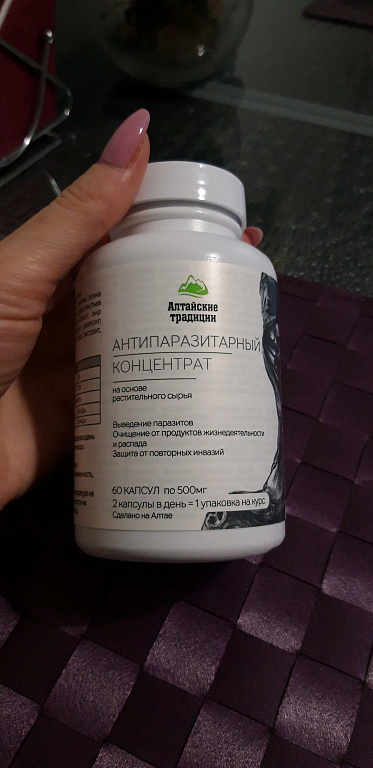 Алтайские
традиции
АНТИПАРАЗИТАРНЫЙ
КОНЦЕНТРАТ
на основе
растительного сырья
Выведение паразитов
Очищение от продуктов жизнедеятельности
и распада
Защита от повторных инвазий
60 КАПСУЛ по 500мг
2 капсулы в день = 1 упаковка на курс
Сделано на Алтае